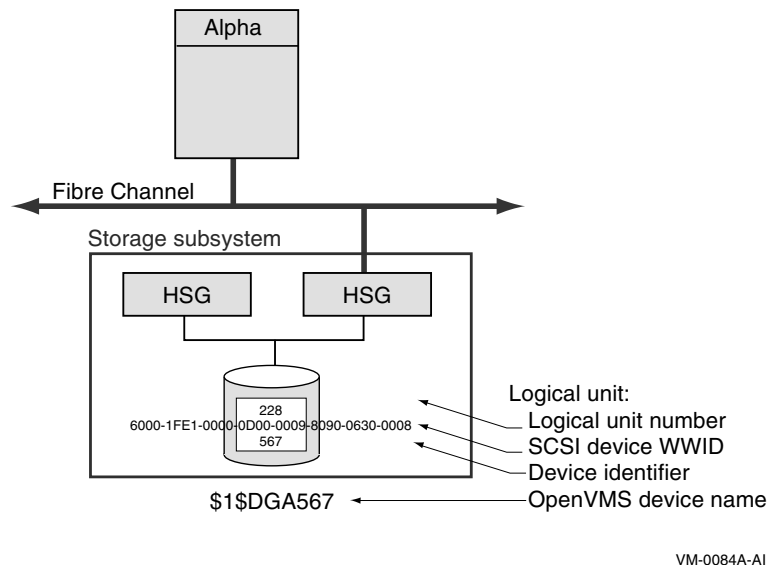 Alpha
Fibre Channel
Storage subsystem
HSG
HSG
228
6000-1FE1-0000-0D00-0009-8090-0630-0008
567
Logical unit:
Logical unit number
SCSI device WWID
Device identifier
$1$DGA567
OpenVMS device name
VM-0084A-AI